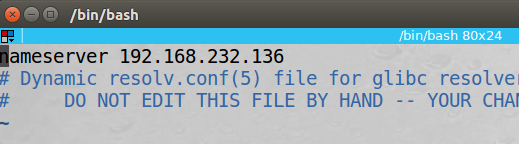 /bin/bash
/bin/bash 80x24
nameserver 192.168.232.136
# Dynamic resolv.conf(5) file for glibc resolver
#     DO NOT EDIT THIS FILE BY HAND -- YOUR CHAN
~